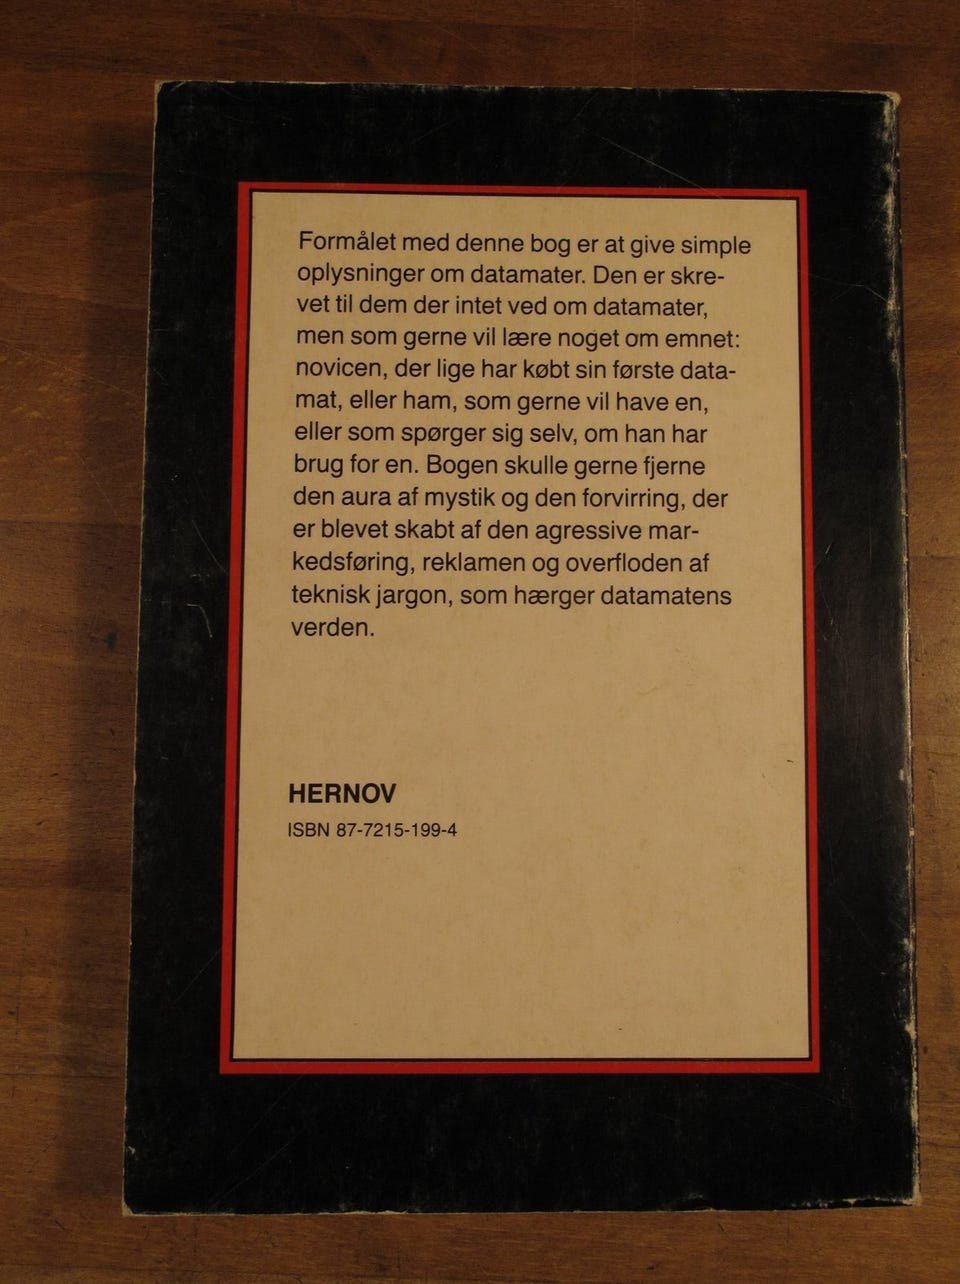 Formålet med denne bog er at give simple
oplysninger om datamater. Den er skre-
vet til dem der intet ved om datamater,
men som gerne vil lære noget om emnet:
novicen, der lige har købt sin første data-
mat, eller ham, som gerne vil have en,
eller som spørger sig selv, om han har
brug for en. Bogen skulle gerne fjerne
den aura af mystik og den forvirring, der
er blevet skabt af den agressive mar-
kedsføring, reklamen og overfloden af
teknisk jargon, som hærger datamatens
verden.
HERNOV
ISBN 87-7215-199-4